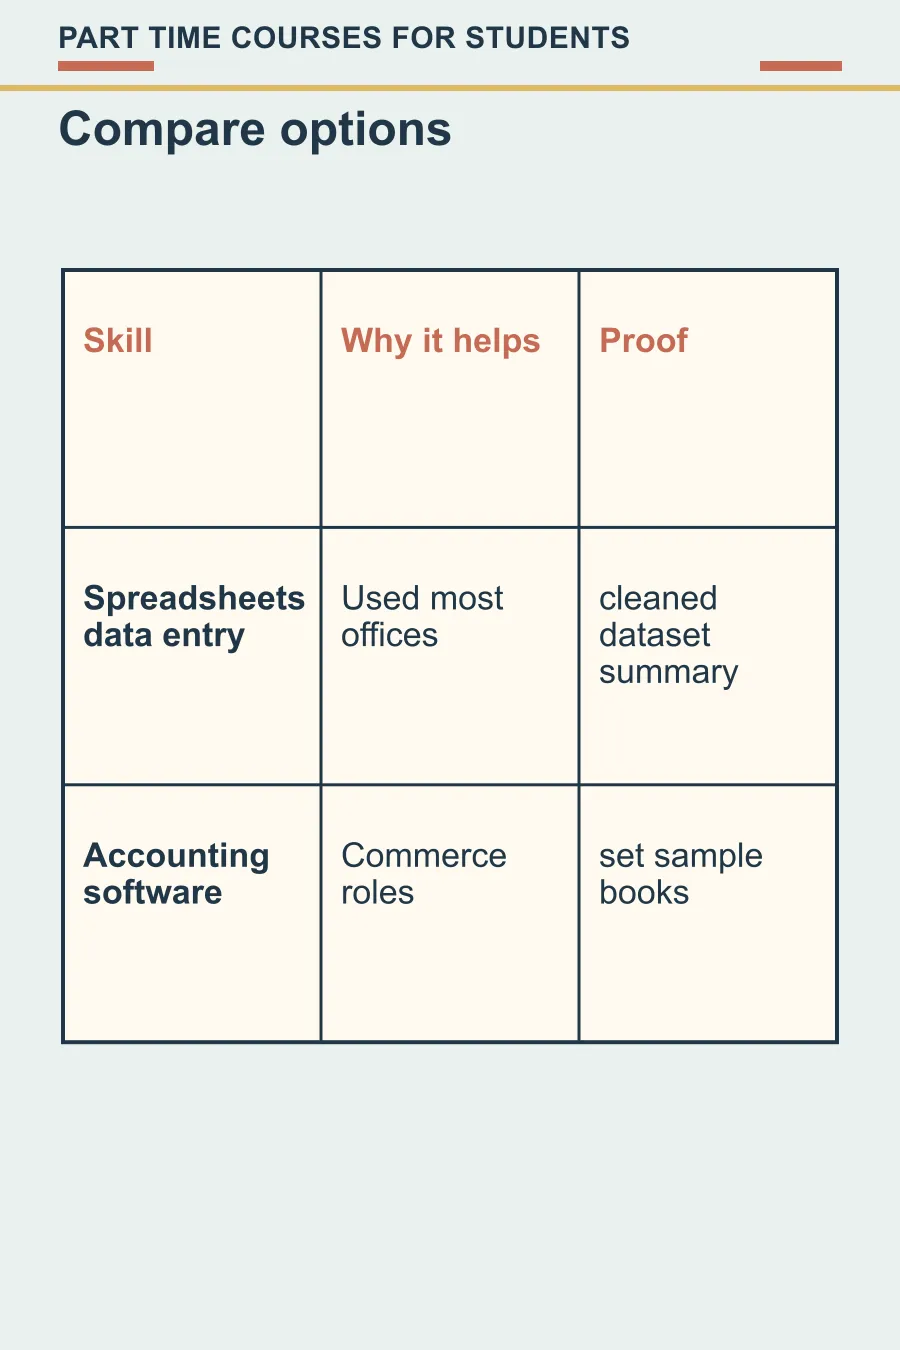 PART TIME COURSES FOR STUDENTS
Compare options
Skill
Why it helps
Proof
Spreadsheets
data entry
Used most
offices
cleaned
dataset
summary
Accounting
software
Commerce
roles
set sample
books